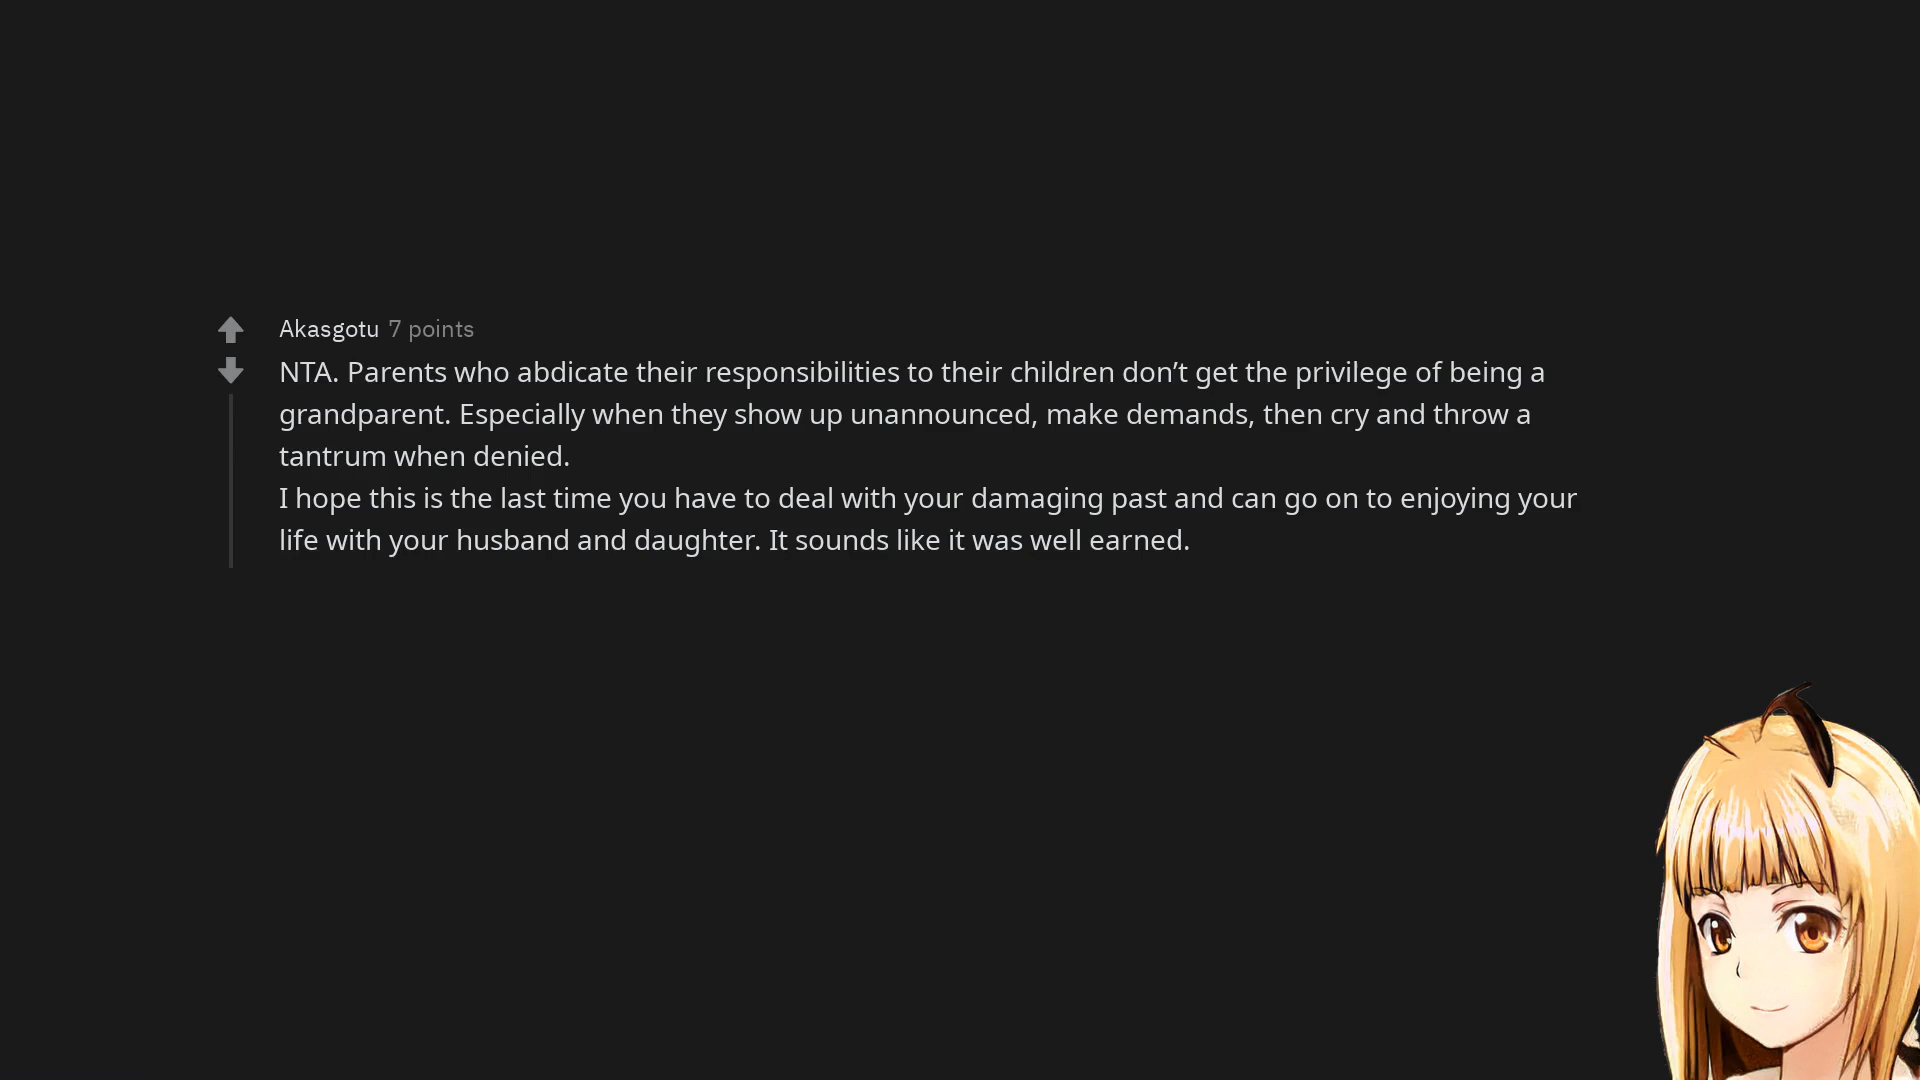 Akasgotu 7 points
NTA. Parents who abdicate their responsibilities to their children don’t get the privilege of being a
grandparent. Especially when they show up unannounced, make demands, then cry and throw a
tantrum when denied.
I hope this is the last time you have to deal with your damaging past and can go on to enjoying your
life with your husband and daughter. It sounds like it was well earned.